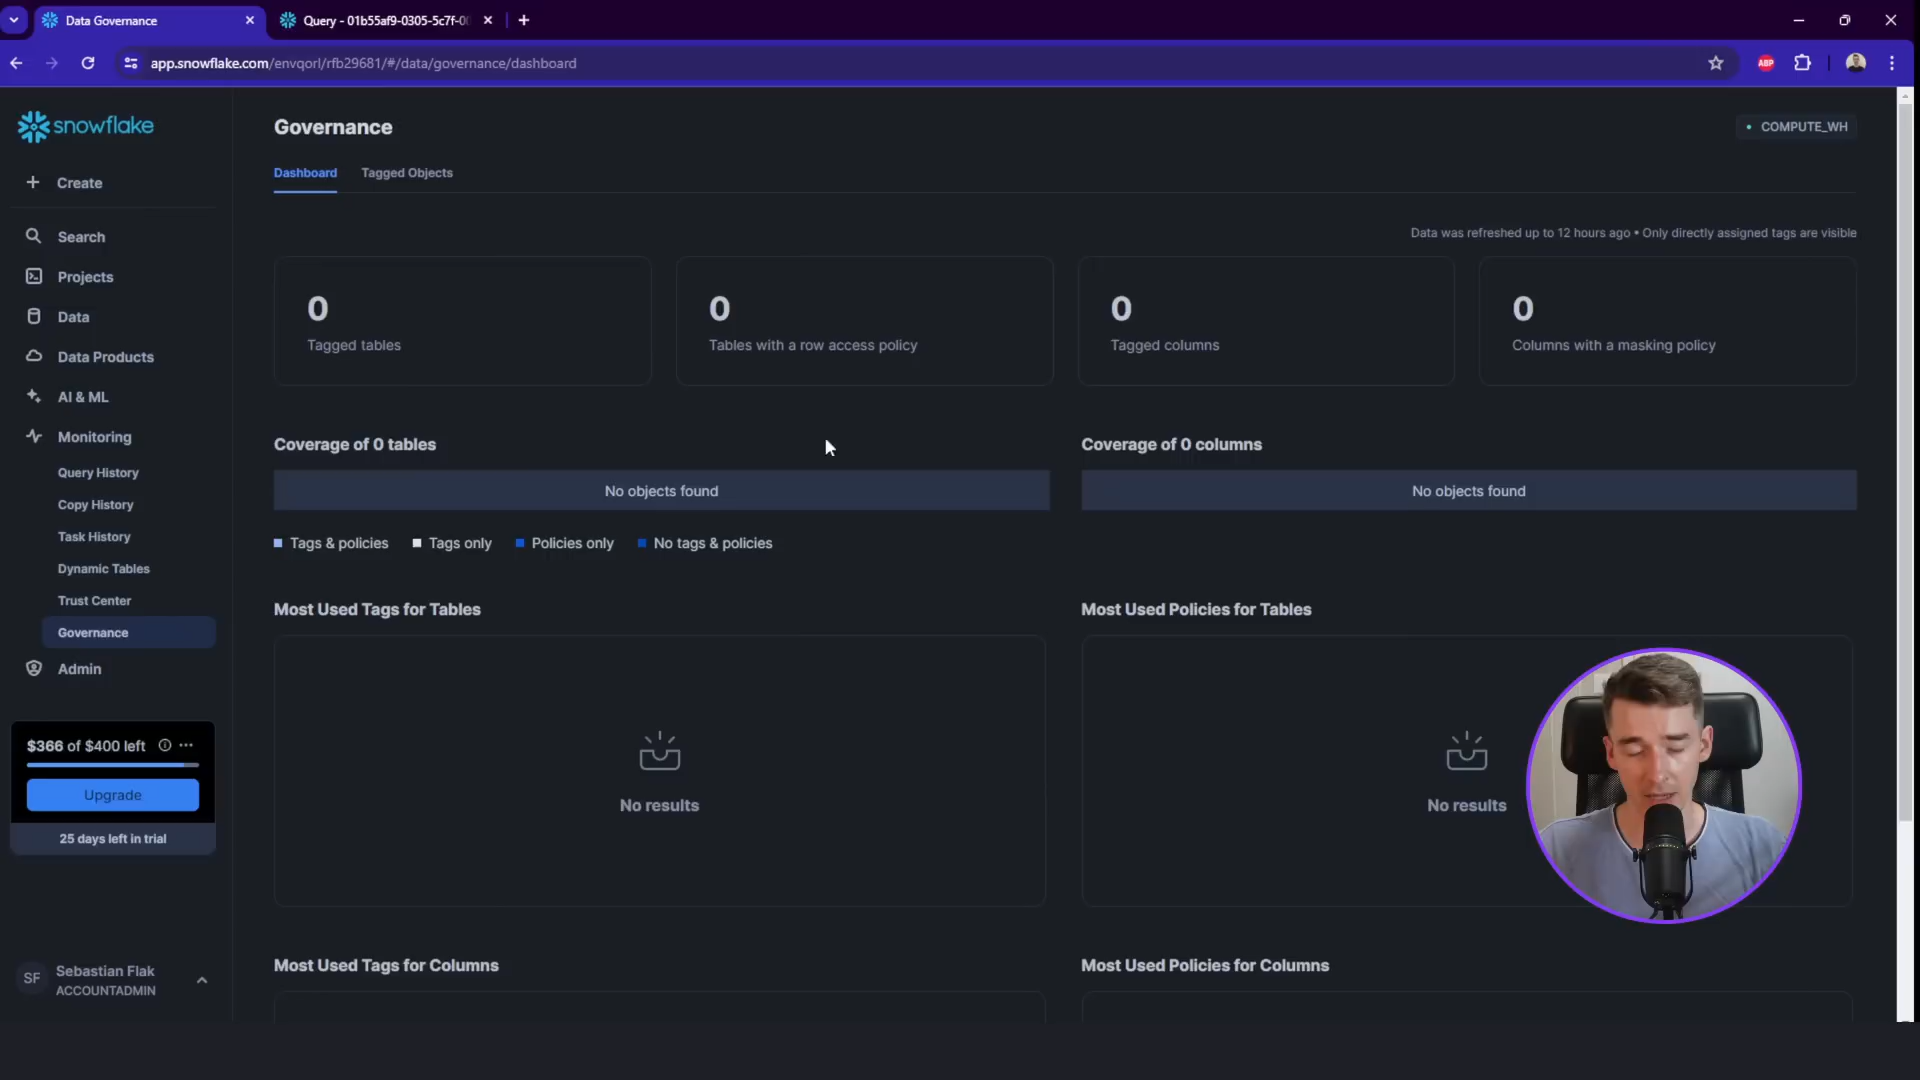 Data Governance
Query - 01b55af9-0305-5c7f-0
app.snowflake.com/envqorl/rfb29681/#/data/governance/dashboard
ABP
snowflake
Create
Search
Projects
Data
Data Products
AI & ML
Monitoring
Query History
Copy History
Task History
Dynamic Tables
Trust Center
Governance
Admin
$366 of $400 left
Upgrade
25 days left in trial
SF
Sebastian Flak
ACCOUNTADMIN
Governance
COMPUTE_WH
Dashboard Tagged Objects
Data was refreshed up to 12 hours ago • Only directly assigned tags are visible
0
Tagged tables
0
Tables with a row access policy
0
Tagged columns
0
Columns with a masking policy
Coverage of 0 tables
No objects found
Tags & policies Tags only Policies only No tags & policies
Coverage of 0 columns
No objects found
Most Used Tags for Tables
No results
Most Used Policies for Tables
No results
Most Used Tags for Columns
Most Used Policies for Columns